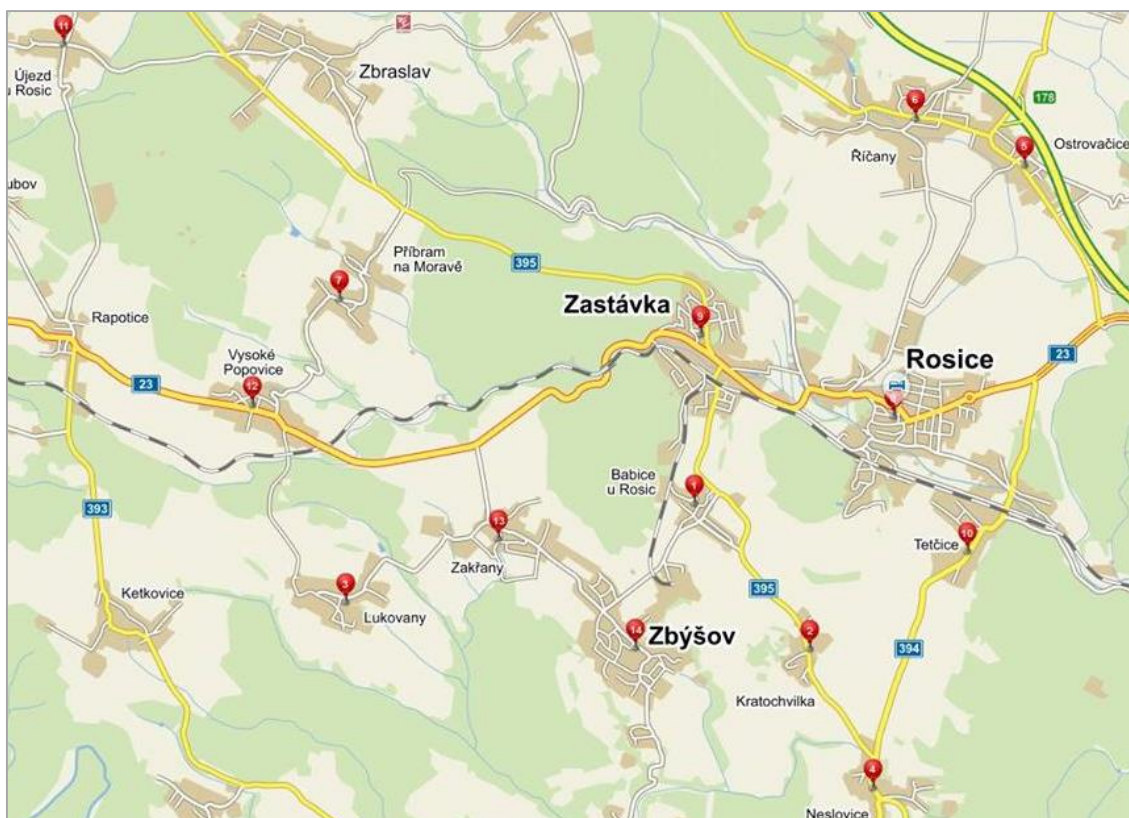 11
Újezd
u Rosic
Zbraslav
6
178
Říčany
5
Ostrovačice
ubov
7
Příbram
na Moravě
395
Zastávka
9
Rapotice
Vysoké
Popovice
12
23
Rosice
23
Babice
u Rosic
1
393
13
Zakřany
Tetčice
10
Ketkovice
3
Lukovany
395
14
Zbýšov
2
394
Kratochvilka
4
Neslovice